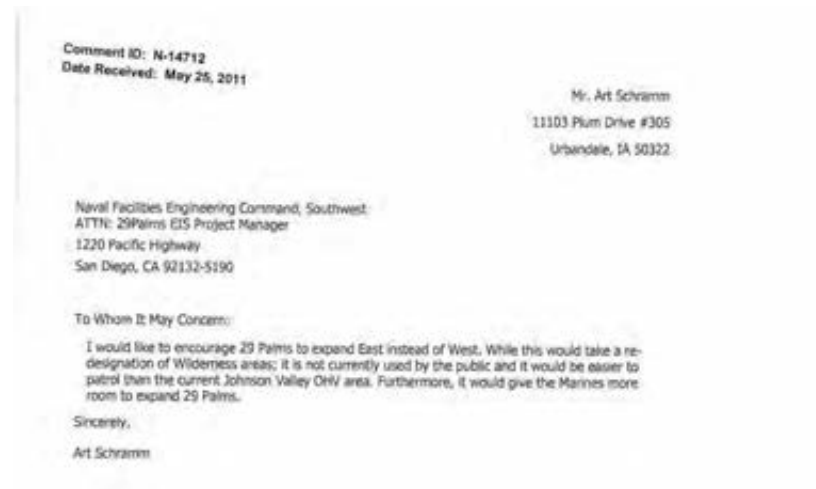 Comment ID: N-14712
Date Received: May 25, 2011
Mr. Art Schramm
11103 Plum Drive #305
Urbandale, IA 50322
Naval Facilities Engineering Command, Southwest
ATTN: 29Palms EIS Project Manager
1220 Pacific Highway
San Diego, CA 92132-5190
To Whom It May Concern:
I would like to encourage 29 Palms to expand East instead of West. While this would take a re-
designation of Wilderness areas; it is not currently used by the public and it would be easier to
patrol than the current Johnson Valley OHV area. Furthermore, it would give the Marines more
room to expand 29 Palms.
Sincerely,
Art Schramm